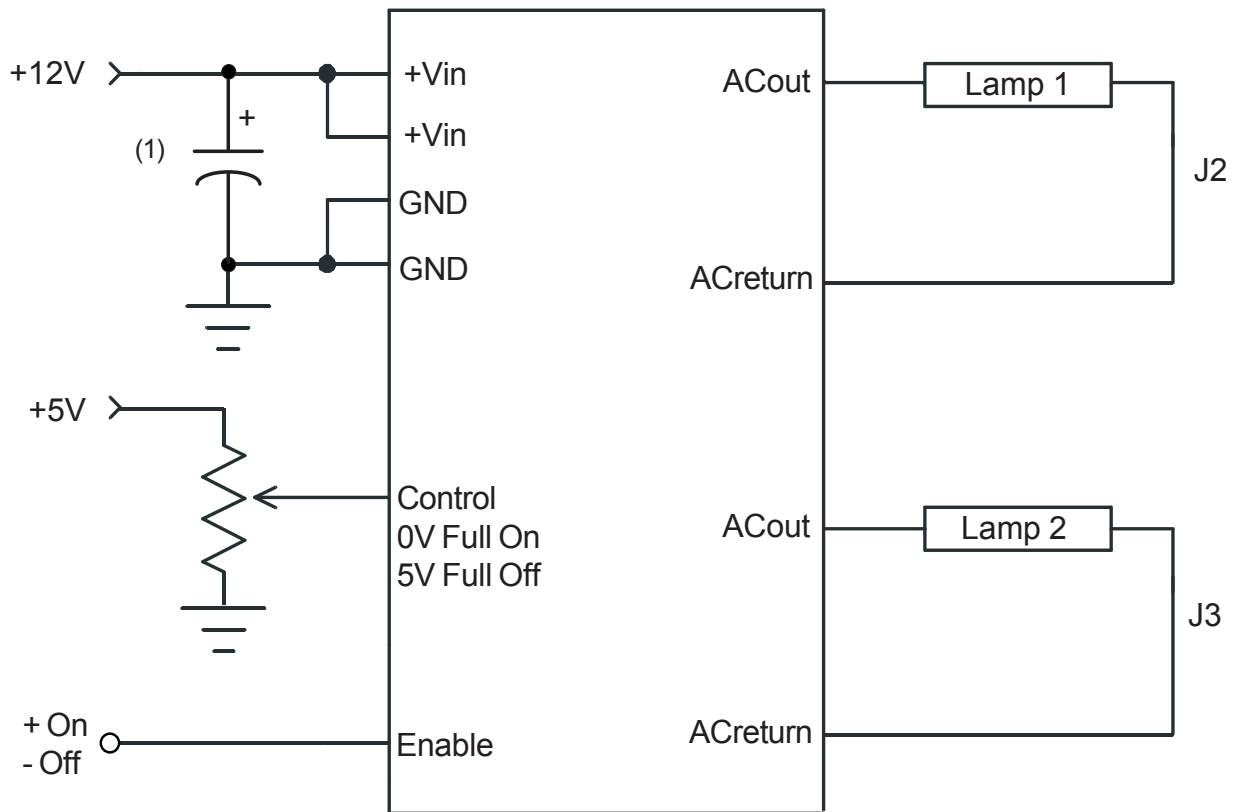 +12V
+
(1)
+Vin
+Vin
GND
GND
+5V
Control
0V Full On
5V Full Off
+ On
- Off
Enable
ACout
Lamp 1
J2
ACreturn
ACout
Lamp 2
J3
ACreturn